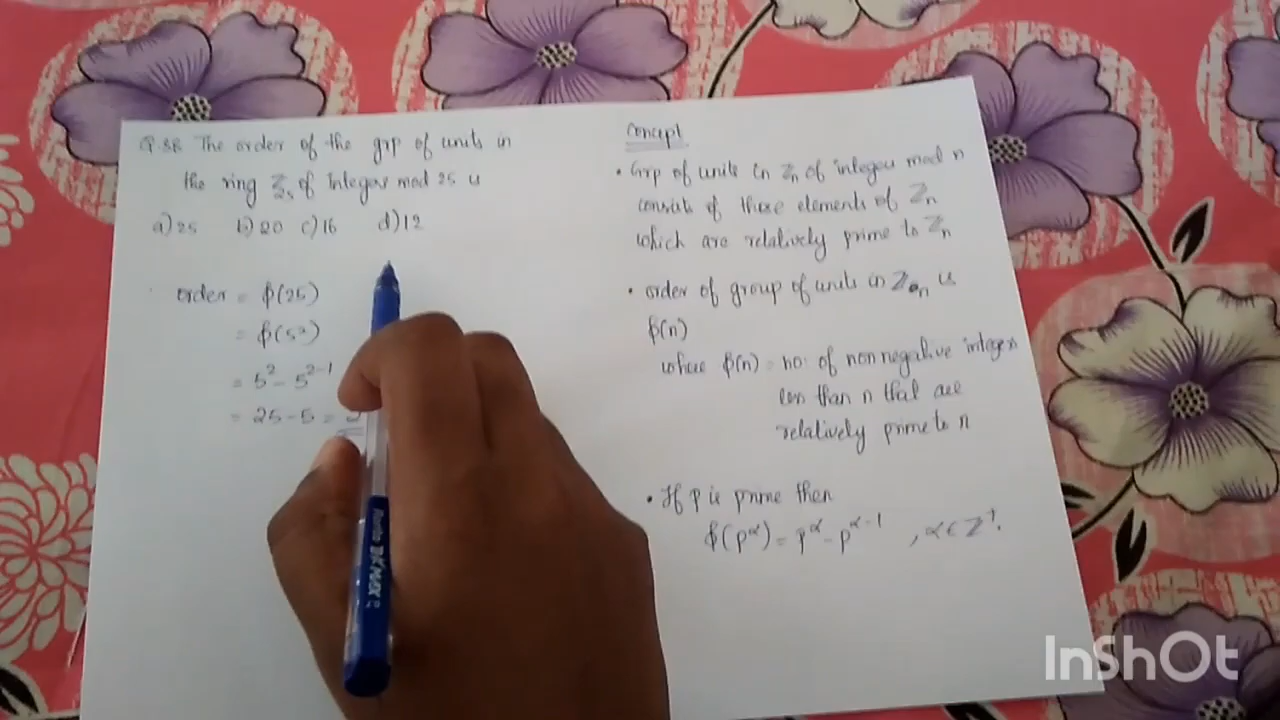 Q.38 The order of the grp of units in
the ring Z₂₅ of Integers mod 25 is
a) 25 b) 20 c) 16 d) 12
order = ϕ(25)
= ϕ(5²)
= 5² - 5²⁻¹
= 25 - 5 =
Concept
• Grp of units in Zₙ of integers mod n
consists of those elements of Zₙ
which are relatively prime to Zₙ
• order of group of units in Zₙ is
ϕ(n)
where ϕ(n) = no: of non negative integers
less than n that are
relatively prime to n
• If p is prime then
ϕ(p^α) = p^α - p^α-1 , α ∈ Z⁺.
InShOt